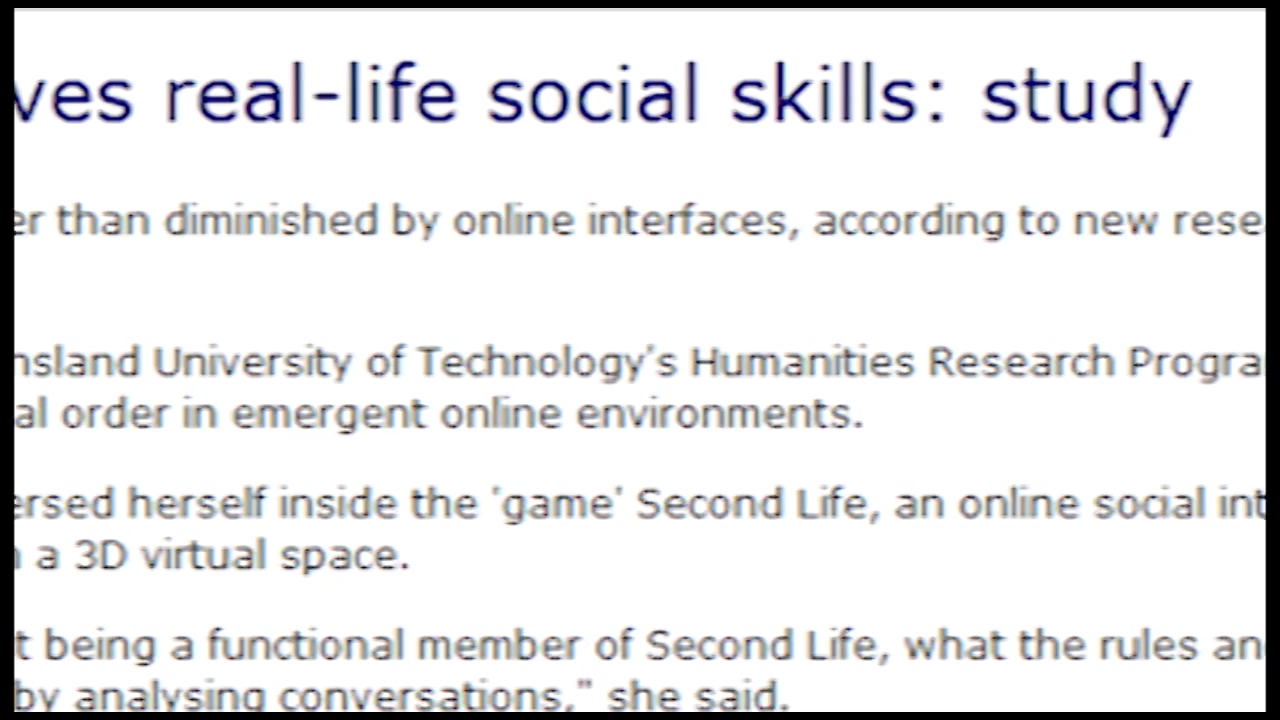 ves real-life social skills: study
er than diminished by online interfaces, according to new rese
nsland University of Technology's Humanities Research Progra
al order in emergent online environments.
ersed herself inside the 'game' Second Life, an online social int
a 3D virtual space.
t being a functional member of Second Life, what the rules an
by analysing conversations," she said.